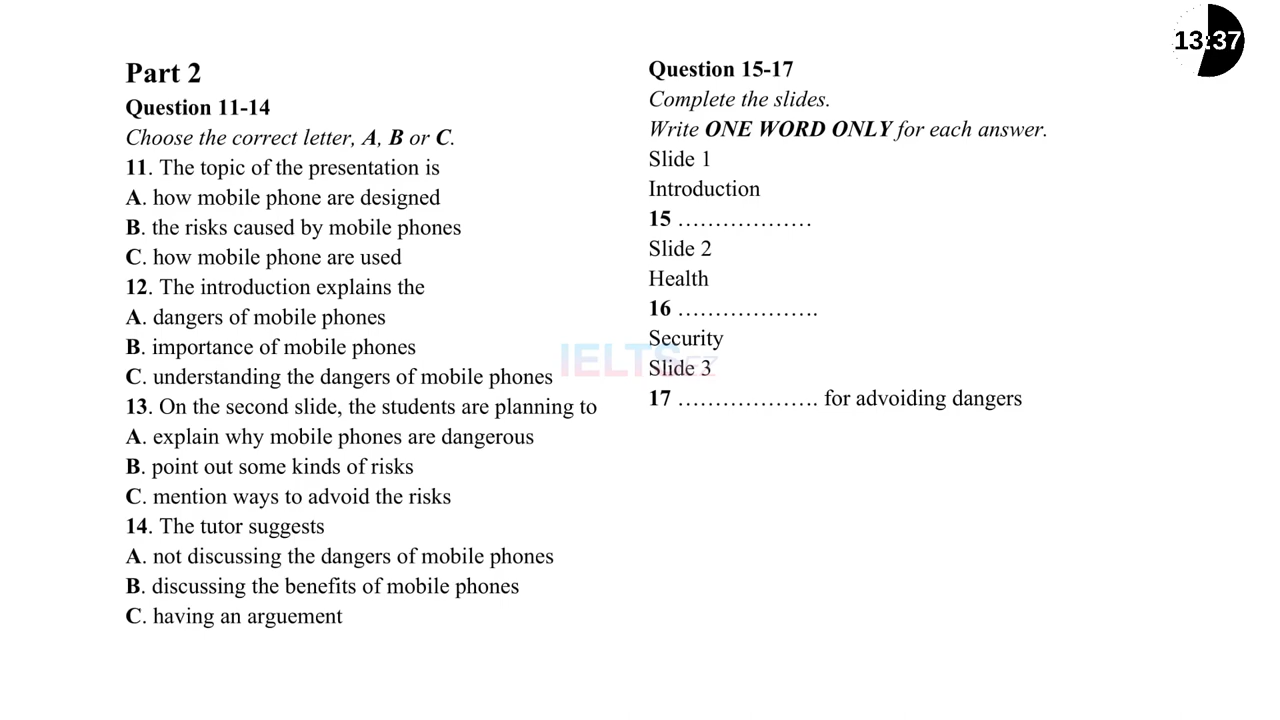 Part 2
Question 11-14
Choose the correct letter, A, B or C.
11. The topic of the presentation is
A. how mobile phone are designed
B. the risks caused by mobile phones
C. how mobile phone are used
12. The introduction explains the
A. dangers of mobile phones
B. importance of mobile phones
C. understanding the dangers of mobile phones
13. On the second slide, the students are planning to
A. explain why mobile phones are dangerous
B. point out some kinds of risks
C. mention ways to advoid the risks
14. The tutor suggests
A. not discussing the dangers of mobile phones
B. discussing the benefits of mobile phones
C. having an arguement
Question 15-17
Complete the slides.
Write ONE WORD ONLY for each answer.
Slide 1
Introduction
15 ………………
Slide 2
Health
16 ……………….
Security
Slide 3
17 ………………. for advoiding dangers
13:37
IELTSEZ